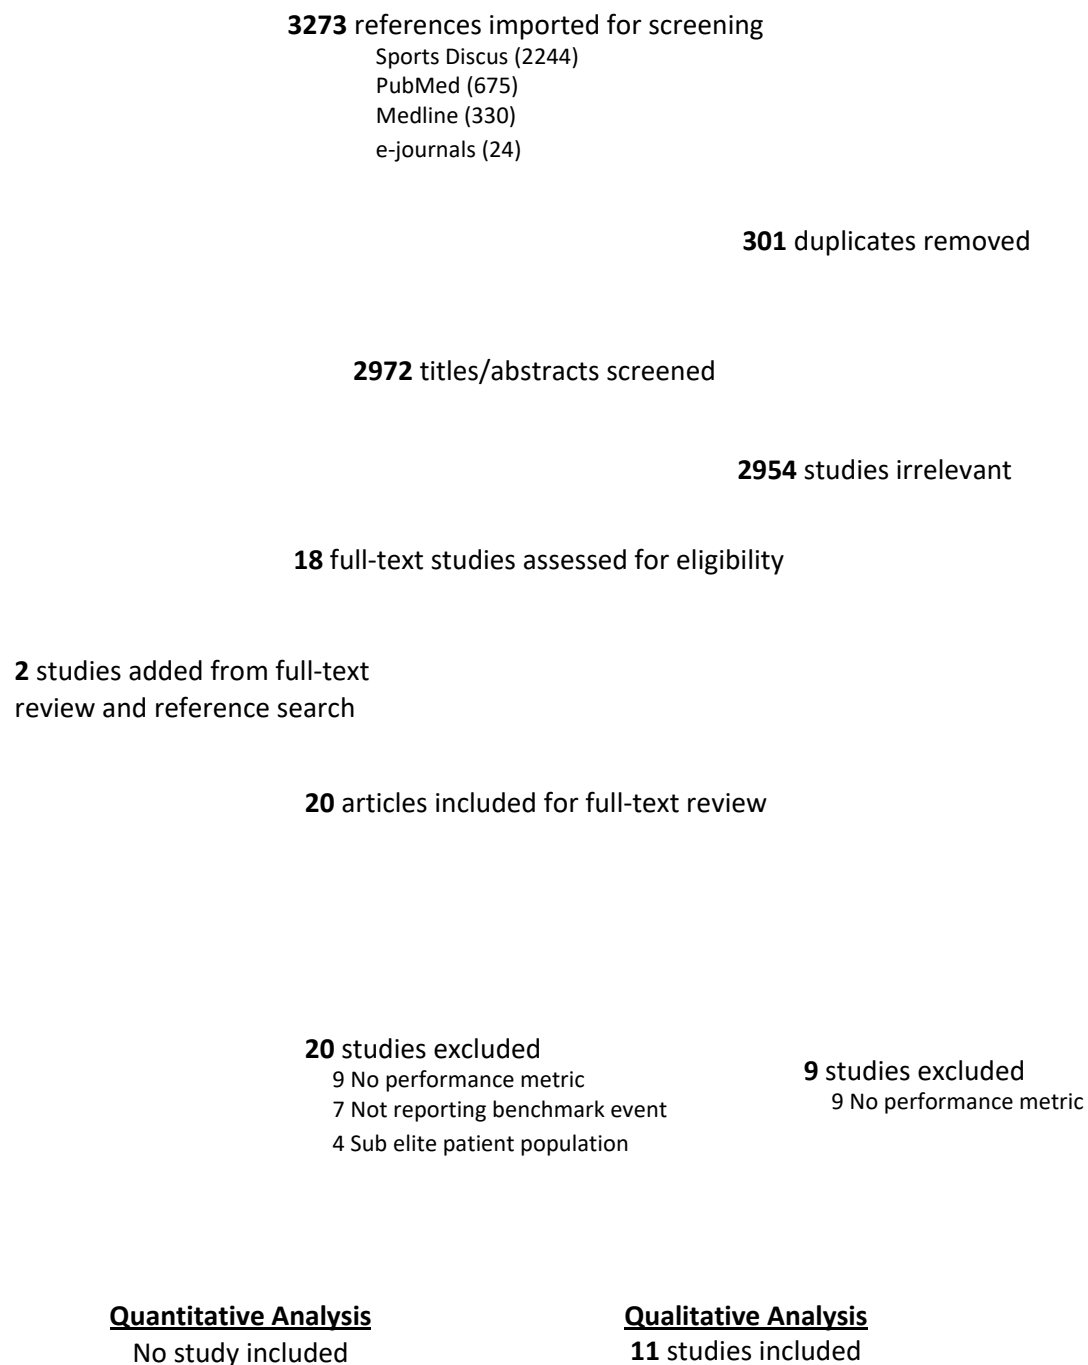 3273 references imported for screening
Sports Discus (2244)
PubMed (675)
Medline (330)
e-journals (24)
301 duplicates removed
2972 titles/abstracts screened
2954 studies irrelevant
18 full-text studies assessed for eligibility
2 studies added from full-text
review and reference search
20 articles included for full-text review
20 studies excluded
9 No performance metric
7 Not reporting benchmark event
4 Sub elite patient population
9 studies excluded
9 No performance metric
Quantitative Analysis
No study included
Qualitative Analysis
11 studies included